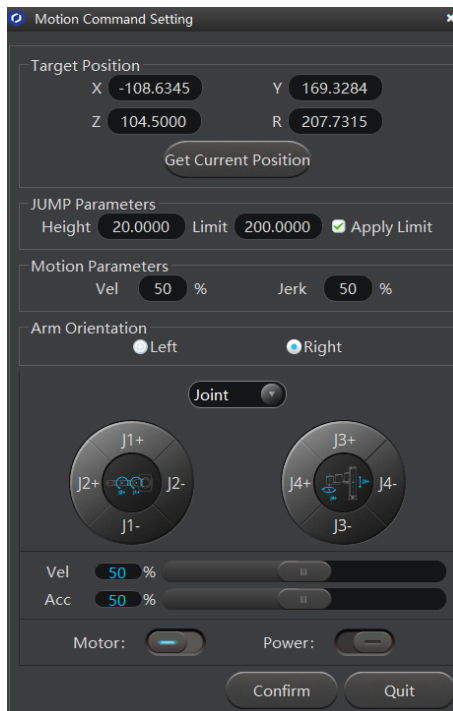 Motion Command Setting
Target Position
X -108.6345 Y 169.3284
Z 104.5000 R 207.7315
Get Current Position
JUMP Parameters
Height 20.0000 Limit 200.0000 Apply Limit
Motion Parameters
Vel 50 % Jerk 50 %
Arm Orientation
Left Right
Joint
J1+ J3+
J2+ J2- J4+ J4-
J1- J3-
Vel 50 %
Acc 50 %
Motor: Power:
Confirm Quit